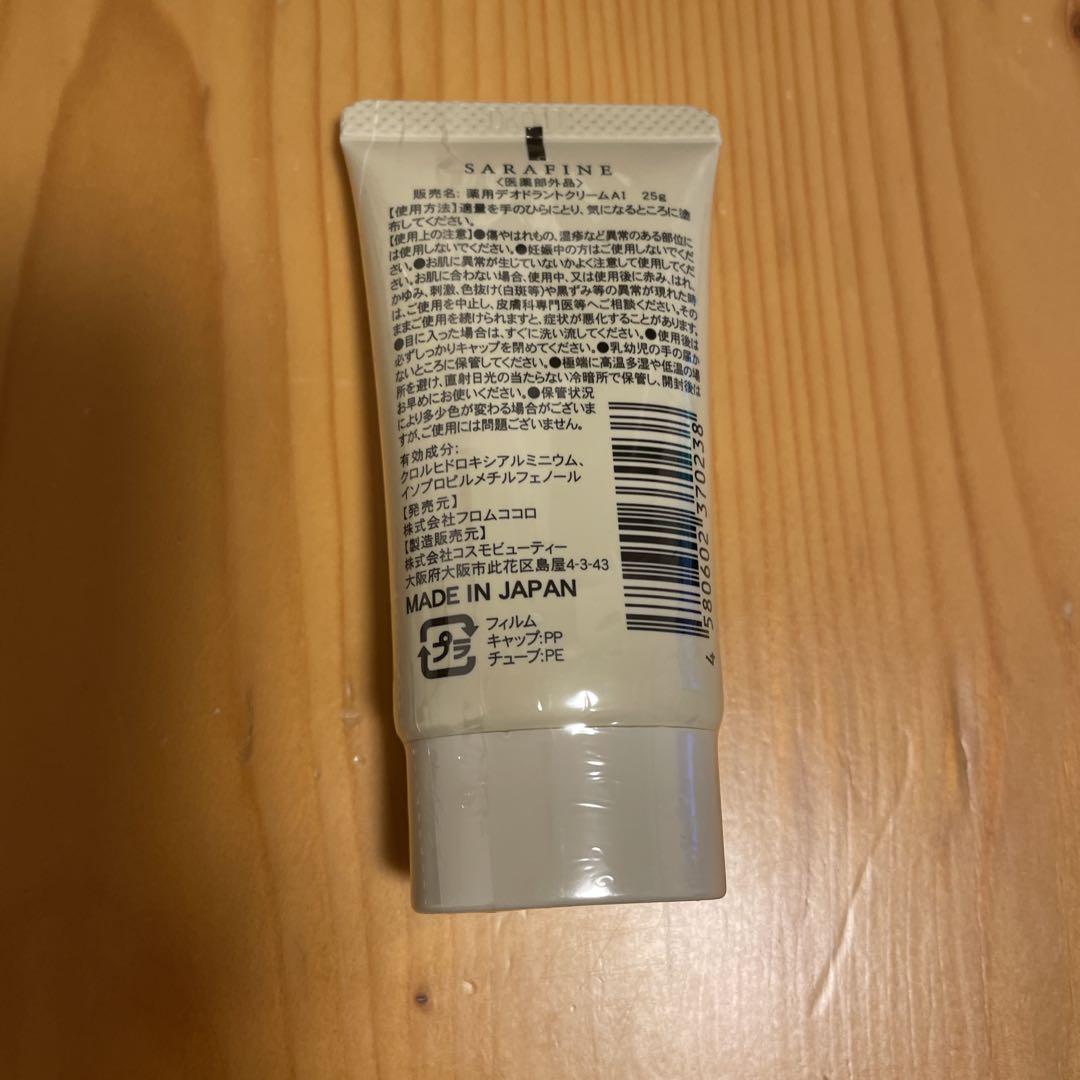 SARAFINE
〈医薬部外品〉
販売名: 薬用デオドラントクリームA1 25g
【使用方法】適量を手のひらにとり、気になるところに塗
布してください。
【使用上の注意】●傷やはれもの、湿疹など異常のある部位に
は使用しないでください。●妊娠中の方はご使用しないでくだ
さい。●お肌に異常が生じていないかよく注意して使用してくだ
さい。お肌に合わない場合、使用中、又は使用後に赤み、はれ、
かゆみ、刺激、色抜け(白斑等)や黒ずみ等の異常が現れた時
は、ご使用を中止し、皮膚科専門医等へご相談ください。その
ままご使用を続けられますと、症状が悪化することがあります。
●目に入った場合は、すぐに洗い流してください。●使用後は
必ずしっかりキャップを閉めてください。●乳幼児の手の届か
ないところに保管してください。●極端に高温多湿や低温の場
所を避け、直射日光の当たらない冷暗所で保管し、開封後は
お早めにお使いください。●保管状況
により多少色が変わる場合がございま
すが、ご使用には問題ございません。
有効成分:
クロルヒドロキシアルミニウム、
イソプロピルメチルフェノール
【発売元】
株式会社フロムココロ
【製造販売元】
株式会社コスモビューティー
大阪府大阪市此花区島屋4-3-43
MADE IN JAPAN
プラ
フィルム
キャップ:PP
チューブ:PE
4 580602 370238